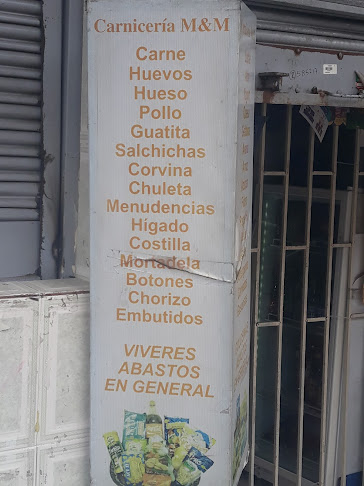 Carnicería M&M
Carne
Huevos
Hueso
Pollo
Guatita
Salchichas
Corvina
Chuleta
Menudencias
Hígado
Costilla
Mortadela
Botones
Chorizo
Embutidos
VIVERES
ABASTOS
EN GENERAL